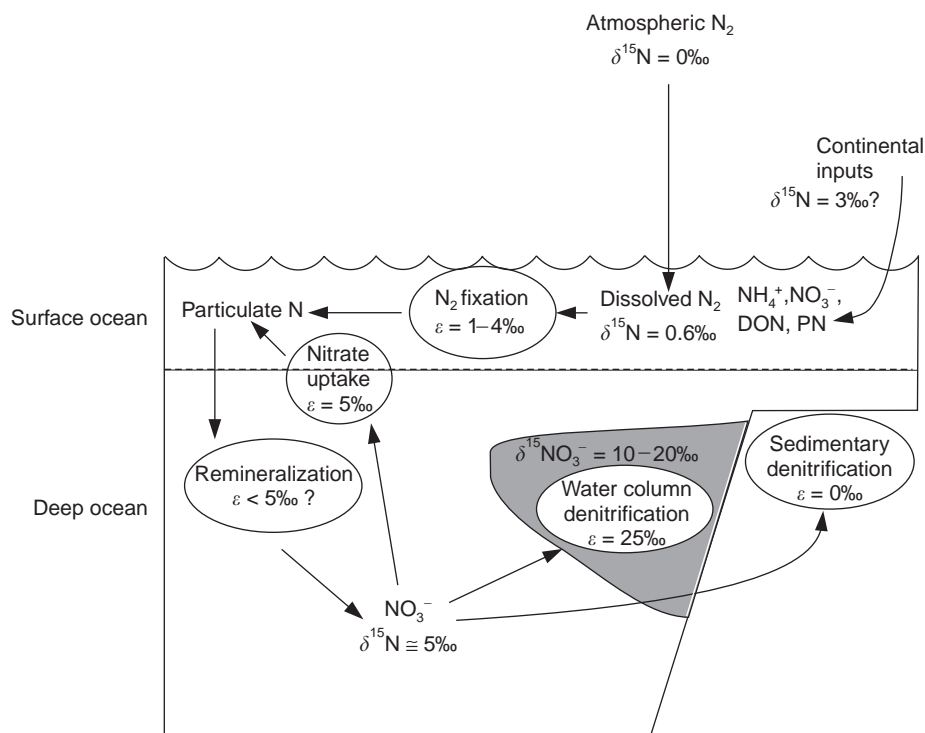 Atmospheric N₂
δ¹⁵N = 0‰
Continental
inputs
δ¹⁵N = 3‰?
Surface ocean
Particulate N
N₂ fixation
ε = 1–4‰
Dissolved N₂
δ¹⁵N = 0.6‰
NH₄⁺,NO₃⁻,
DON, PN
Nitrate
uptake
ε = 5‰
Deep ocean
Remineralization
ε < 5‰ ?
δ¹⁵NO₃⁻ = 10–20‰
Water column
denitrification
ε = 25‰
Sedimentary
denitrification
ε = 0‰
NO₃⁻
δ¹⁵N ≅ 5‰